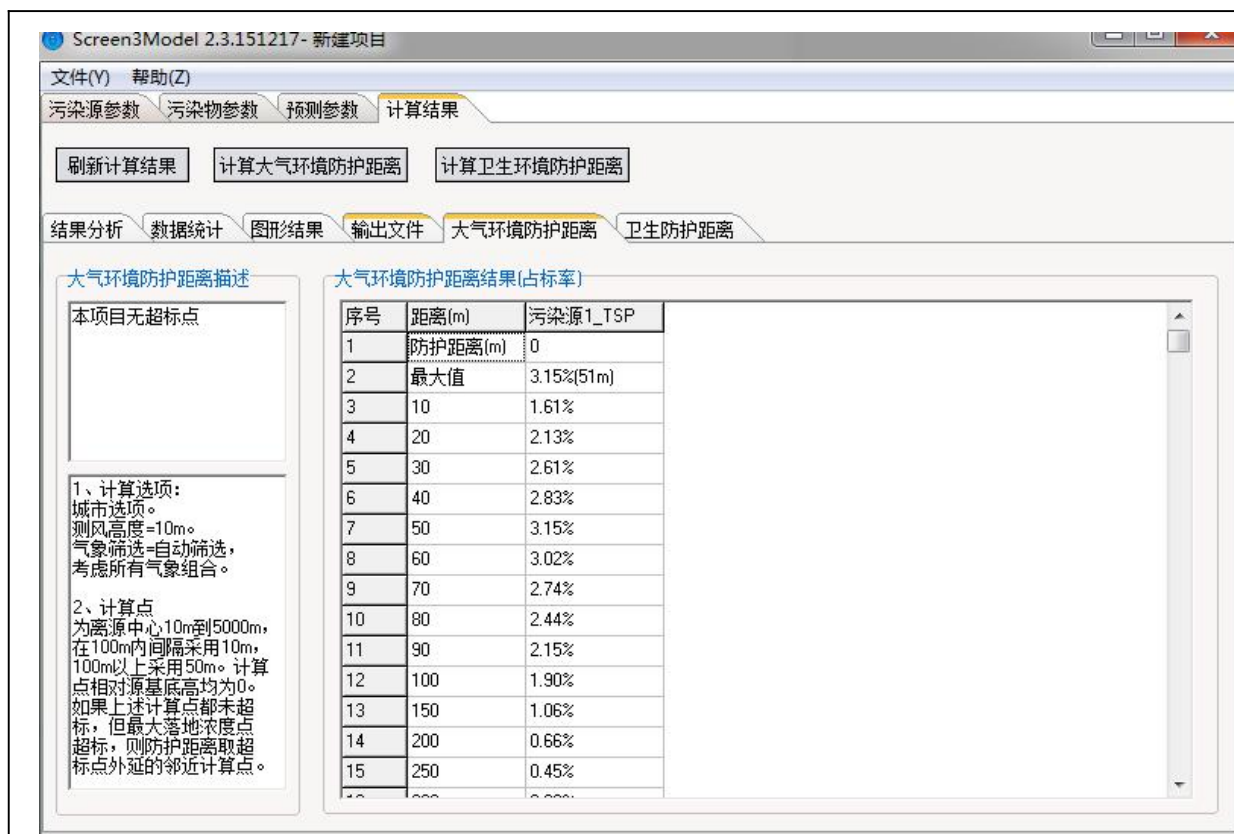 Screen3Model 2.3.151217- 新建项目
文件(Y) 帮助(Z)
污染源参数 污染物参数 预测参数 计算结果
刷新计算结果 计算大气环境防护距离 计算卫生环境防护距离
结果分析 数据统计 图形结果 输出文件 大气环境防护距离 卫生防护距离
大气环境防护距离描述
本项目无超标点
1、计算选项：
城市选项。
测风高度=10m。
气象筛选=自动筛选，
考虑所有气象组合。
2、计算点
为离源中心10m到5000m，
在100m内间隔采用10m，
100m以上采用50m。计算
点相对源基底高均为0。
如果上述计算点都未超
标，但最大落地浓度点
超标，则防护距离取超
标点外延的邻近计算点。
大气环境防护距离结果(占标率)
序号 距离(m) 污染源1_TSP
1 防护距离(m) 0
2 最大值 3.15%(51m)
3 10 1.61%
4 20 2.13%
5 30 2.61%
6 40 2.83%
7 50 3.15%
8 60 3.02%
9 70 2.74%
10 80 2.44%
11 90 2.15%
12 100 1.90%
13 150 1.06%
14 200 0.66%
15 250 0.45%